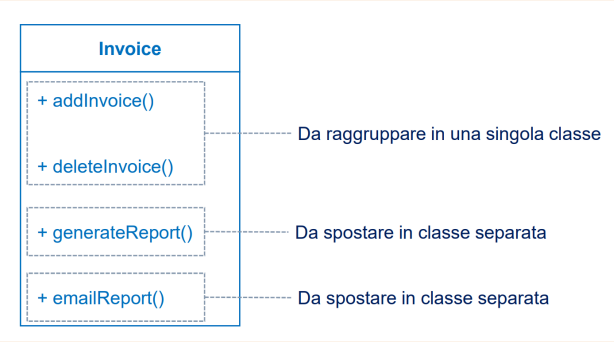 Invoice
+ addInvoice()
Da raggruppare in una singola classe
+ deleteInvoice()
+ generateReport()
Da spostare in classe separata
+ emailReport()
Da spostare in classe separata